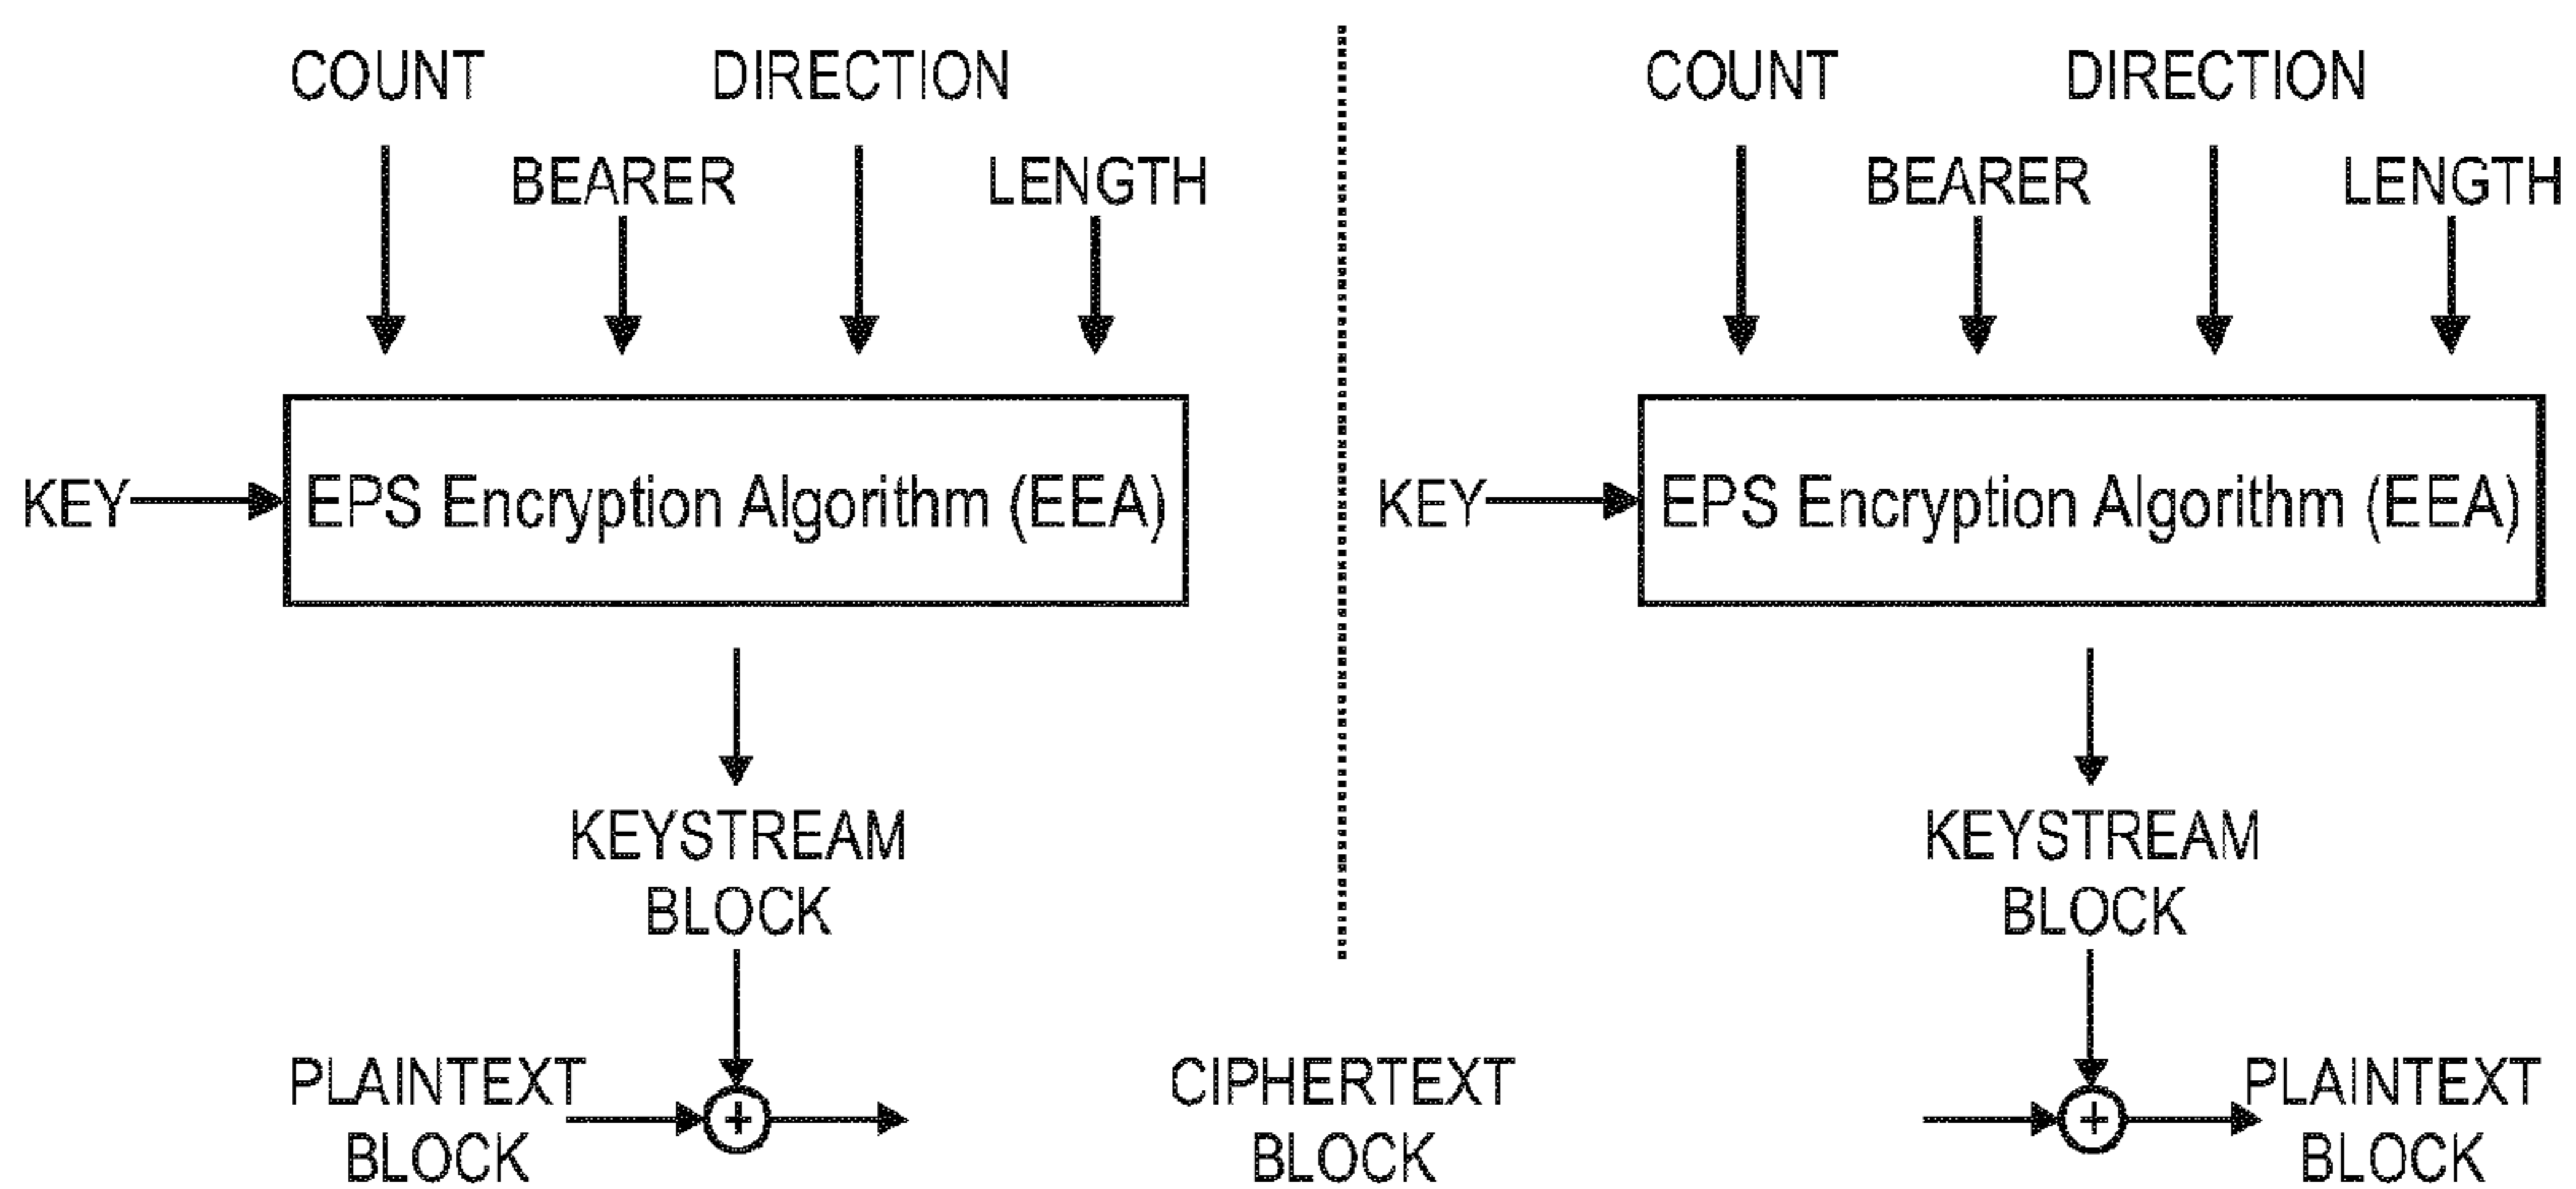 COUNT DIRECTION
BEARER LENGTH
KEY EPS Encryption Algorithm (EEA)
KEYSTREAM
BLOCK
PLAINTEXT
BLOCK
+
CIPHERTEXT
BLOCK
COUNT DIRECTION
BEARER LENGTH
KEY EPS Encryption Algorithm (EEA)
KEYSTREAM
BLOCK
+
PLAINTEXT
BLOCK